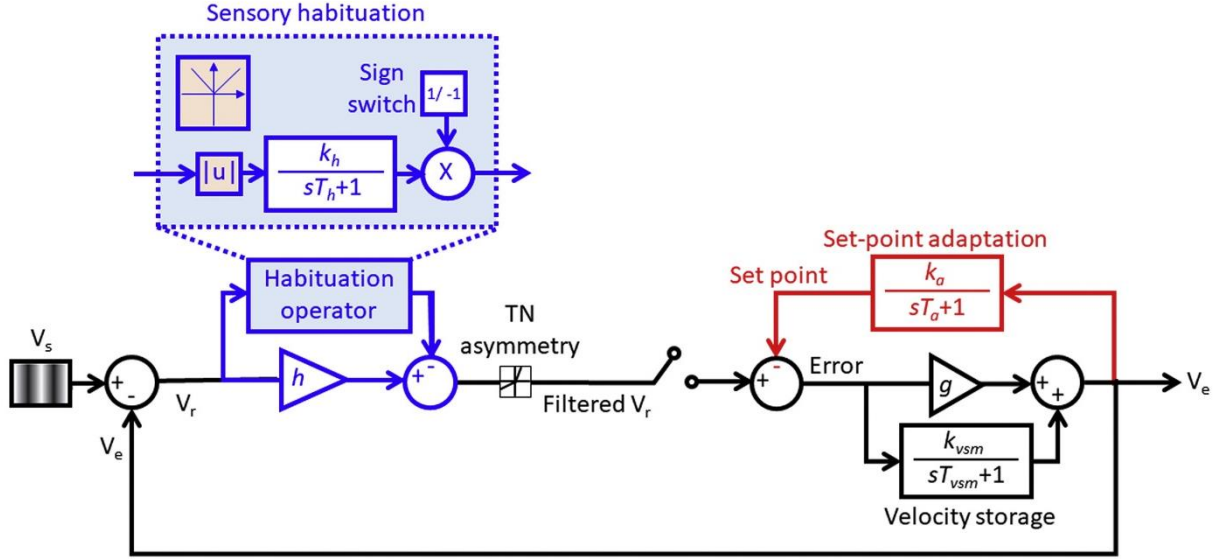 Sensory habituation
Sign
switch
1/ -1
|u|
k_h
sT_h+1
X
Habituation
operator
Set-point adaptation
Set point
k_a
sT_a+1
V_s
+
-
V_r
V_e
h
+
-
TN
asymmetry
Filtered V_r
+
-
Error
g
+
+
V_e
k_vsm
sT_vsm+1
Velocity storage